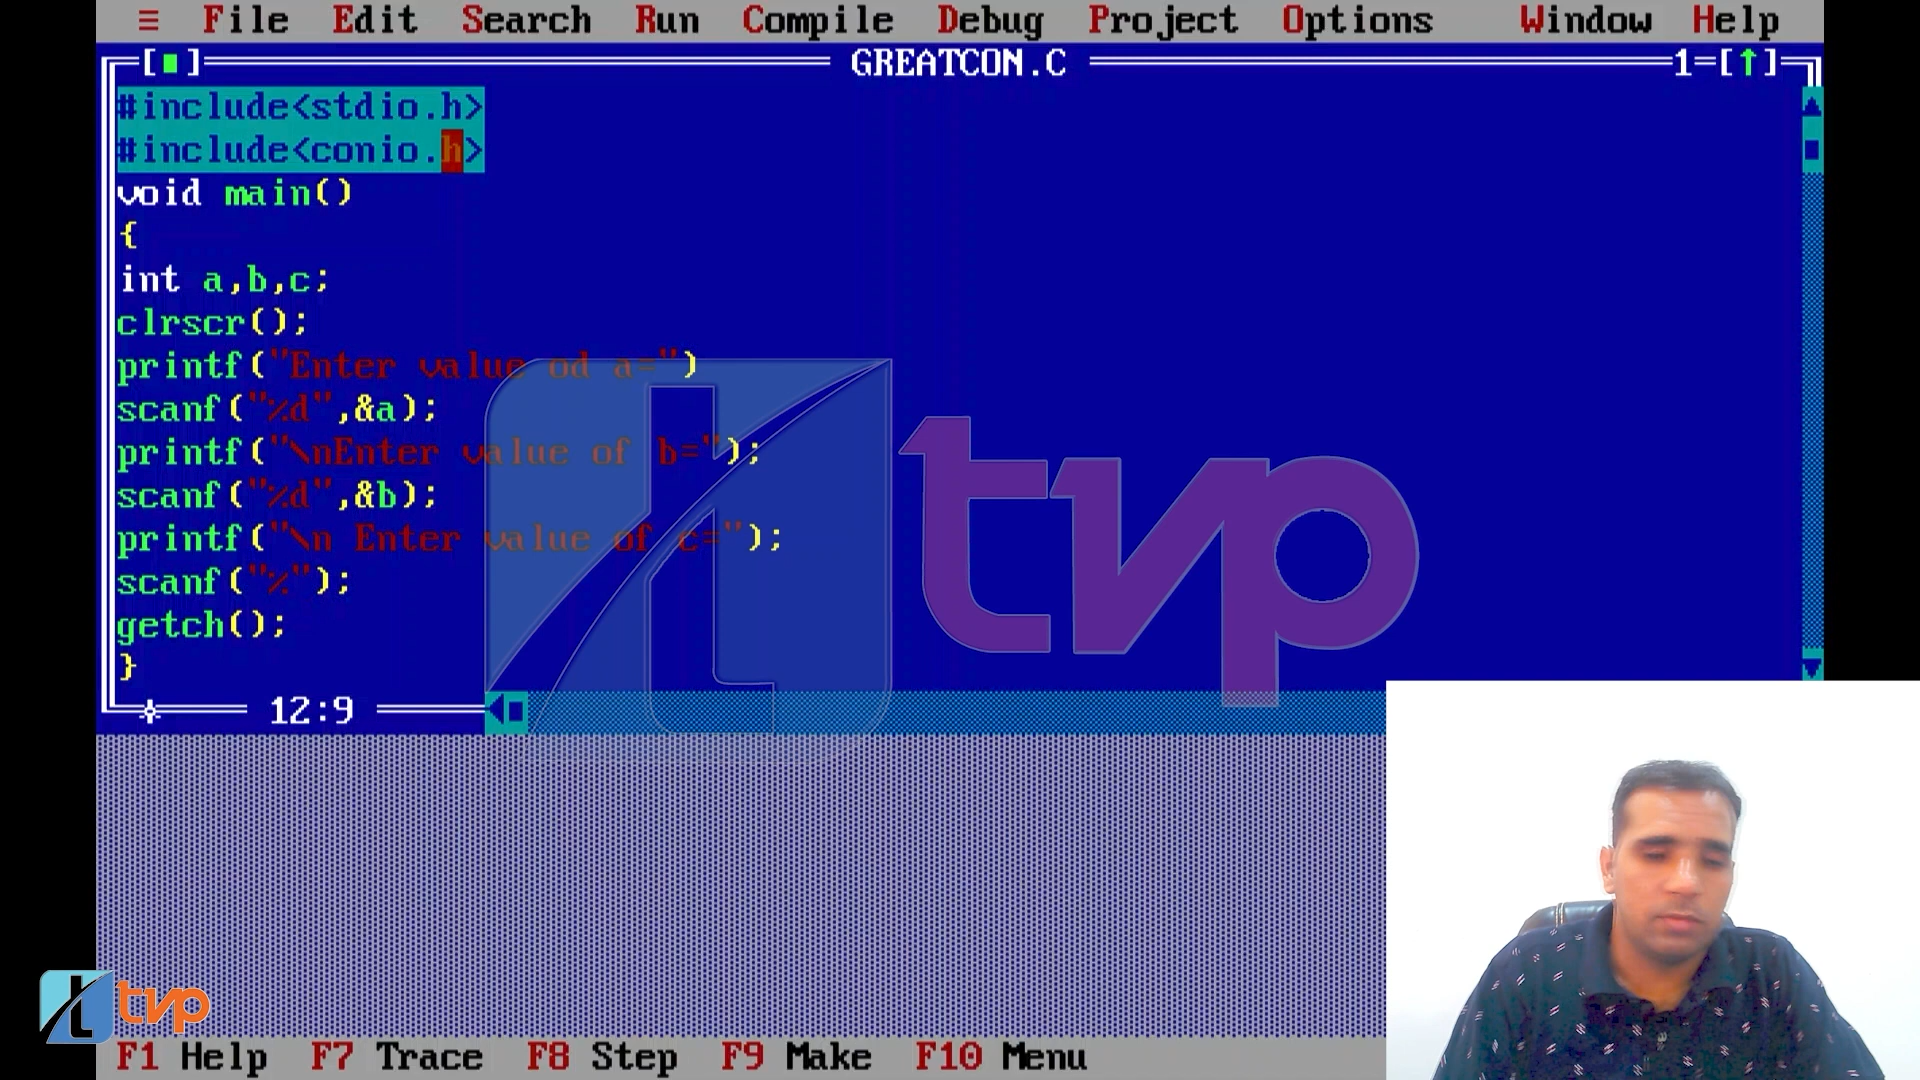 ≡ File Edit Search Run Compile Debug Project Options Window Help
[■] GREATCON.C 1=[↑]
#include<stdio.h>
#include<conio.h>
void main()
{
int a,b,c;
clrscr();
printf("Enter value od a=")
scanf("%d",&a);
printf("\nEnter value of b=");
scanf("%d",&b);
printf("\n Enter value of c=");
scanf("%");
getch();
}
12:9
tvp
tvp
F1 Help F7 Trace F8 Step F9 Make F10 Menu